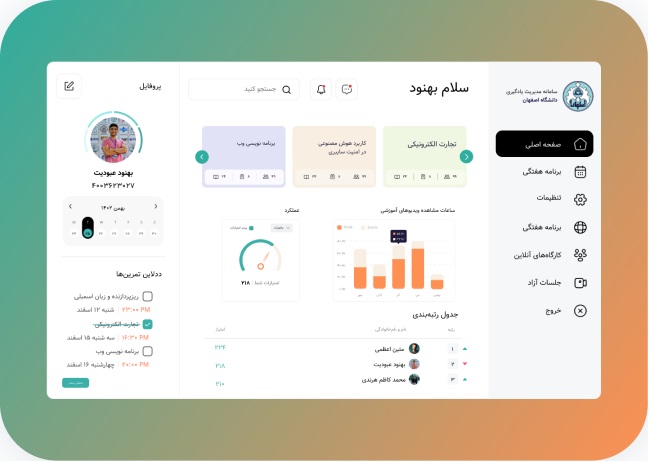 سامانه مدیریت یادگیری
دانشگاه اصفهان
صفحه اصلی
برنامه هفتگی
تنظیمات
برنامه هفتگی
کارگاه‌های آنلاین
جلسات آزاد
خروج
سلام بهنود
جستجو کنید
تجارت الکترونیکی
کاربرد هوش مصنوعی
در امنیت سایبری
برنامه نویسی وب
ساعات مشاهده ویدیوهای آموزشی
عملکرد
امتیازات شما: ۲۱۸
جدول رتبه‌بندی
رتبه
نام و نام‌خانوادگی
امتیاز
۱ متین اعظمی ۲۲۴
۲ بهنود عبودیت ۲۱۸
۳ محمد کاظم هرندی ۲۱۰
پروفایل
بهنود عبودیت
۴۰۰۳۶۲۳۰۲۷
بهمن ۱۴۰۲
ددلاین تمرین‌ها
ریزپردازنده و زبان اسمبلی
شنبه ۱۲ اسفند | ۲۳:۰۰ PM
تجارت الکترونیکی
سه شنبه ۱۵ اسفند | ۱۶:۳۰ PM
برنامه نویسی وب
چهارشنبه ۱۶ اسفند | ۲۰:۰۰ PM